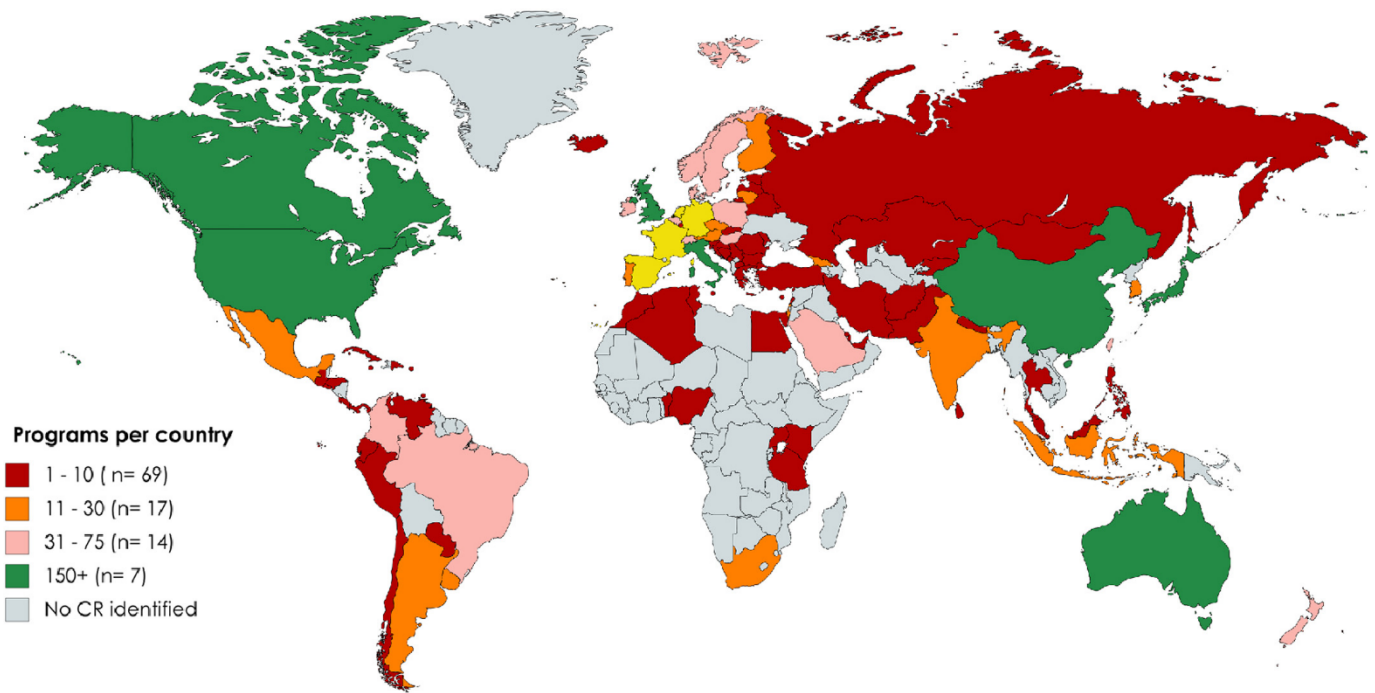 Programs per country
1 - 10 ( n= 69)
11 - 30 (n= 17)
31 - 75 (n= 14)
150+ (n= 7)
No CR identified